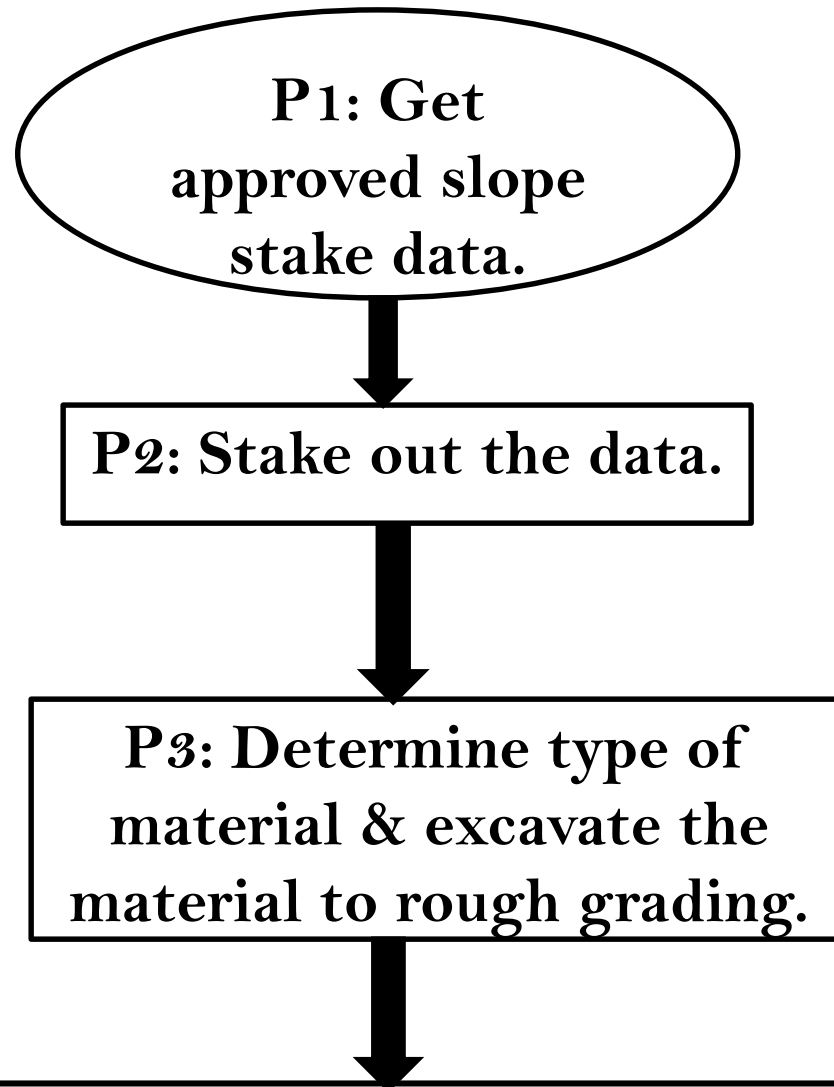 P1: Get
approved slope
stake data.
P2: Stake out the data.
P3: Determine type of
material & excavate the
material to rough grading.